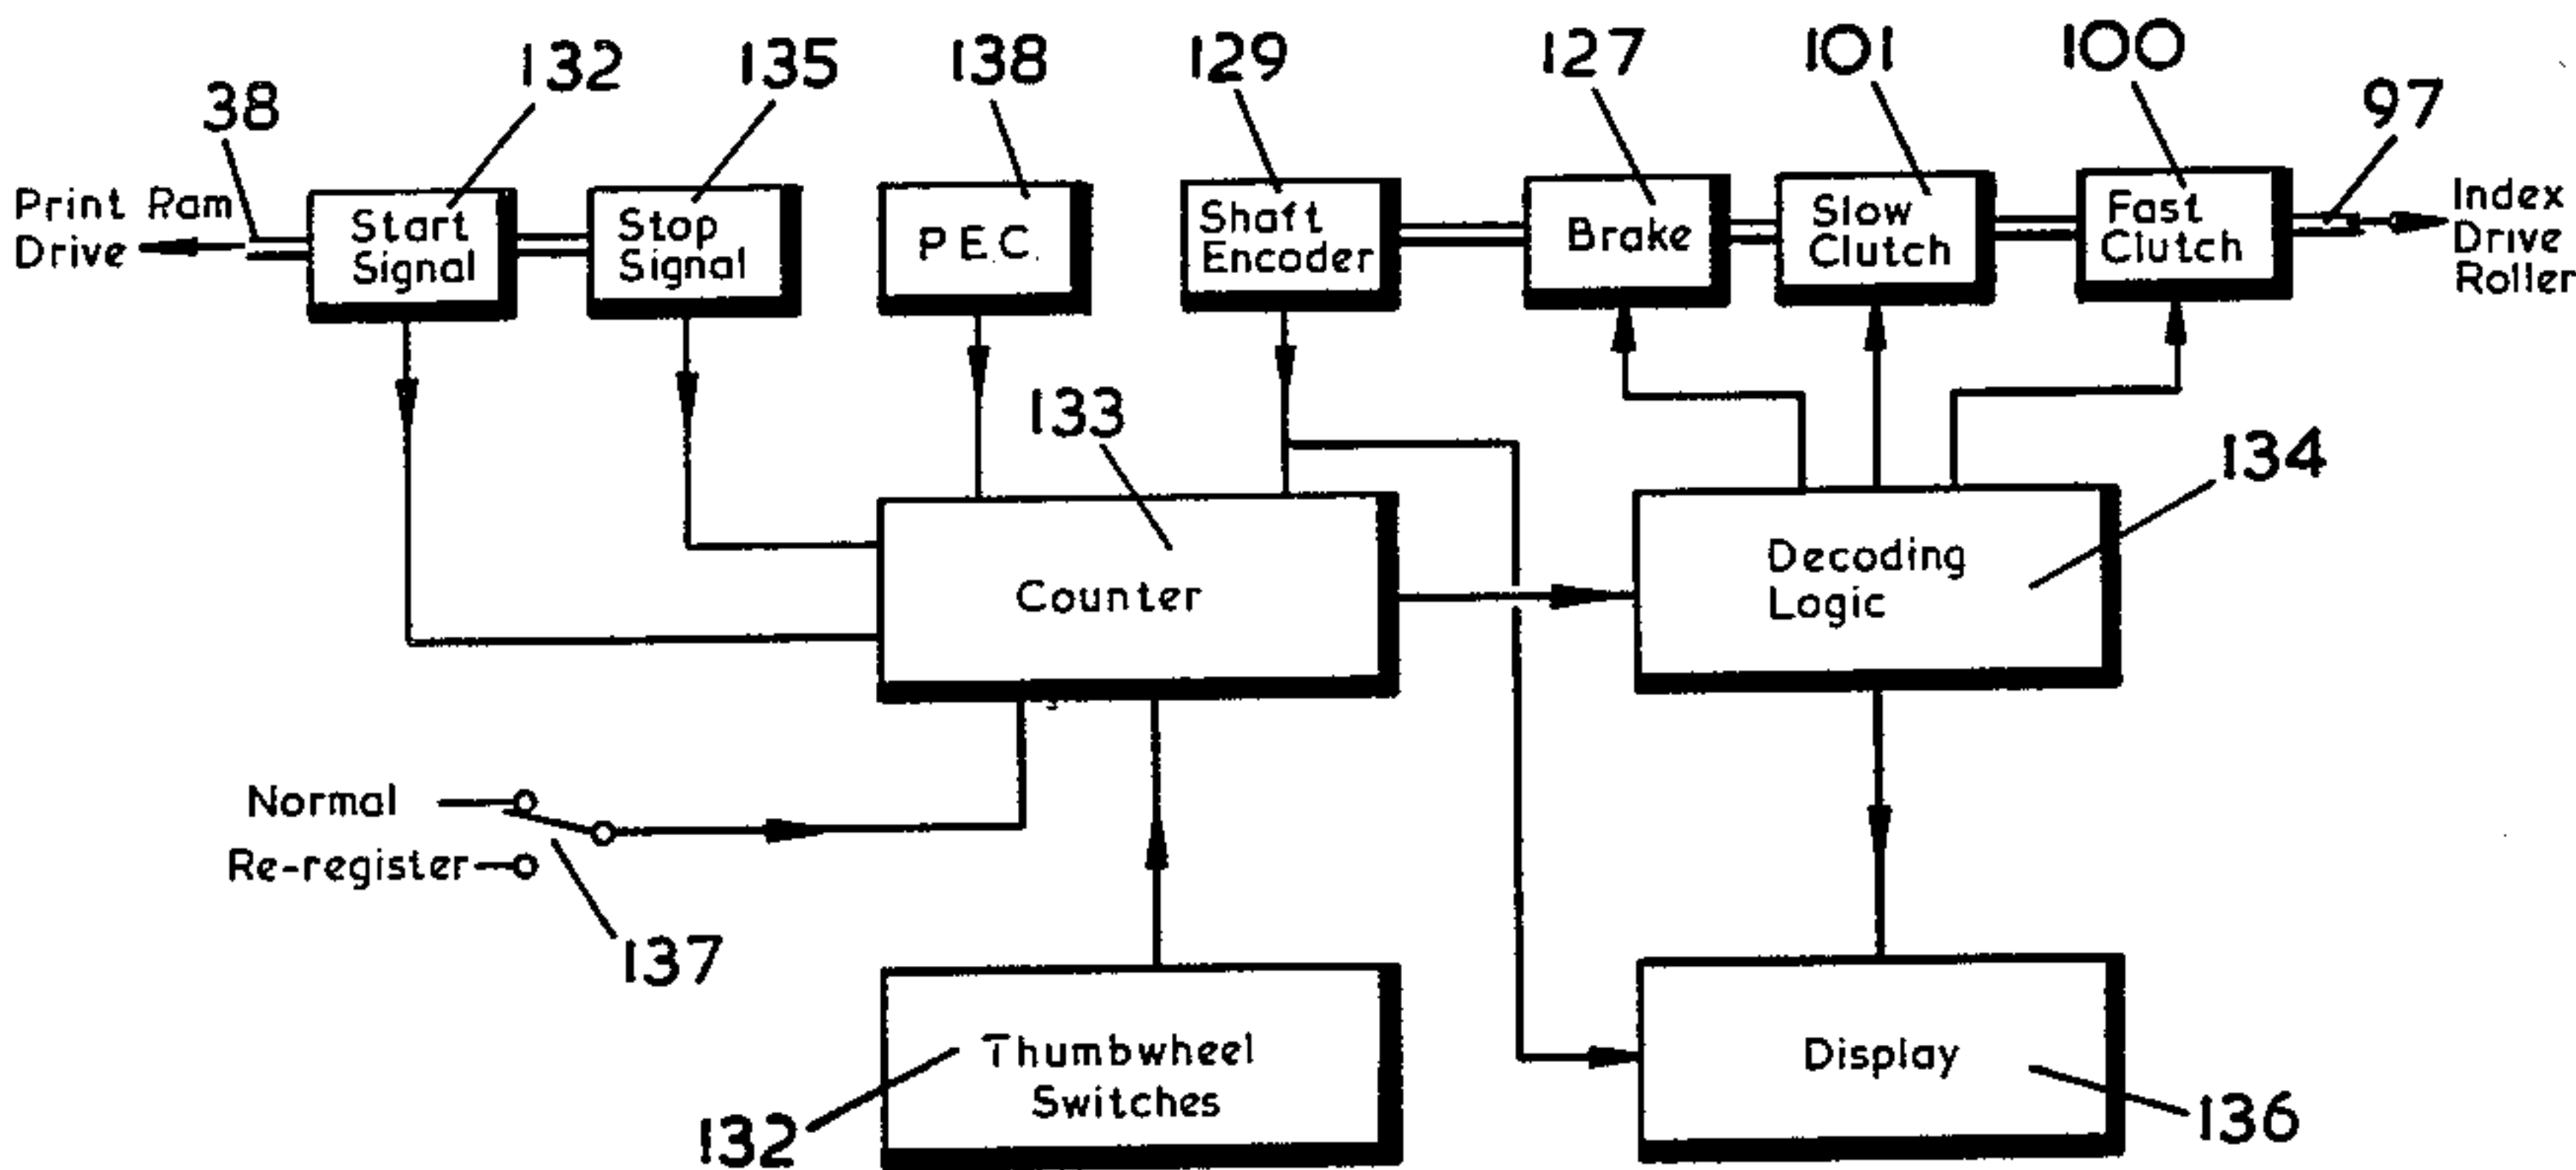 38
132
135
138
129
127
101
100
97
Print Ram
Drive
Start
Signal
Stop
Signal
P.E.C.
Shaft
Encoder
Brake
Slow
Clutch
Fast
Clutch
Index
Drive
Roller
133
134
Counter
Decoding
Logic
Normal
Re-register
137
Thumbwheel
Switches
132
Display
136